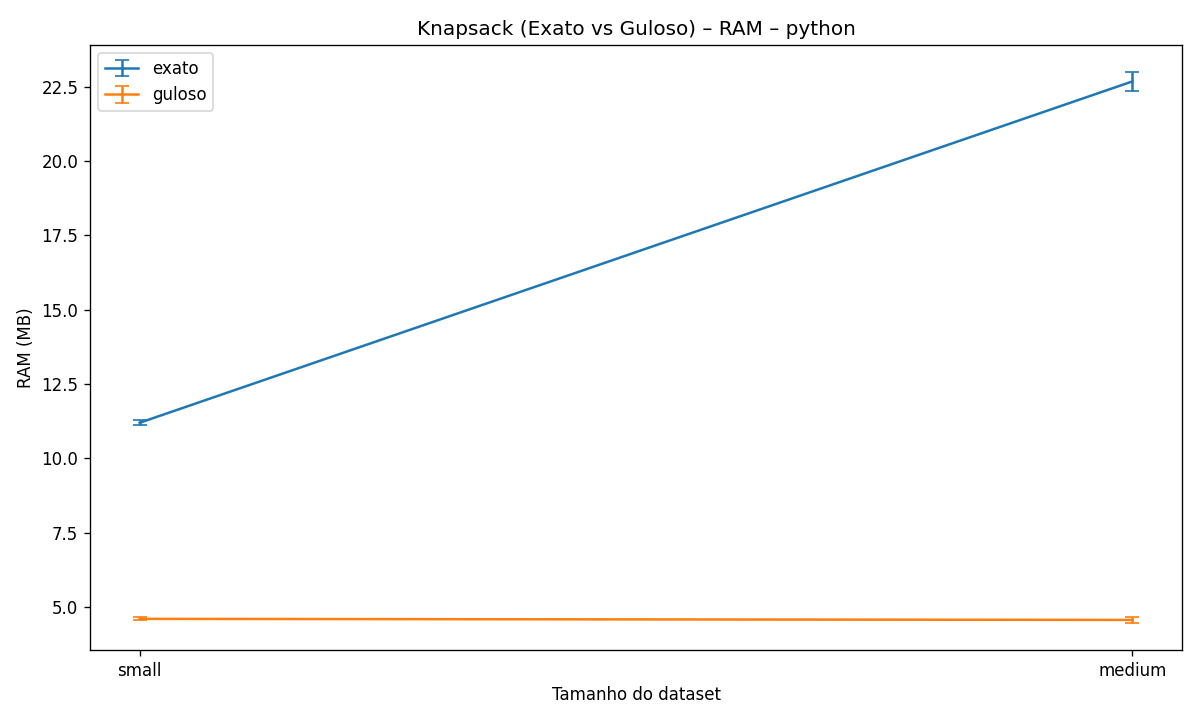 Knapsack (Exato vs Guloso) – RAM – python
exato
guloso
RAM (MB)
22.5
20.0
17.5
15.0
12.5
10.0
7.5
5.0
small
medium
Tamanho do dataset